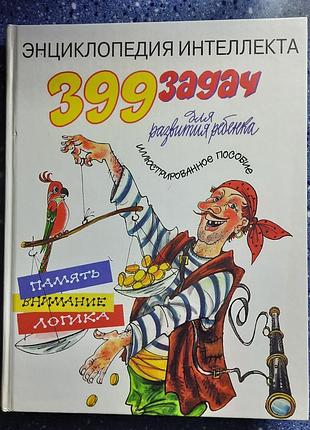 ЭНЦИКЛОПЕДИЯ ИНТЕЛЛЕКТА
399 ЗАДАЧ
для
развития ребенка
ИЛЛЮСТРИРОВАННОЕ ПОСОБИЕ
ПАМЯТЬ
ВНИМАНИЕ
ЛОГИКА